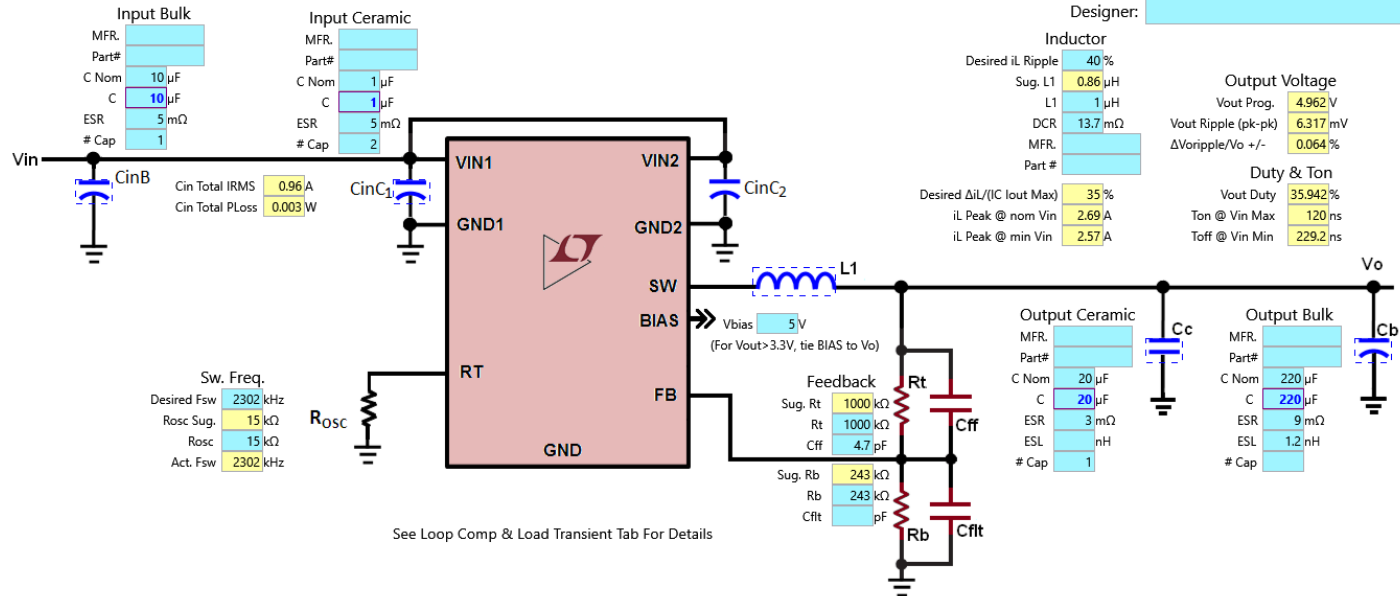 Designer:
Input Bulk
MFR.
Part#
C Nom 10 µF
C 10 µF
ESR 5 mΩ
# Cap 1
Input Ceramic
MFR.
Part#
C Nom 1 µF
C 1 µF
ESR 5 mΩ
# Cap 2
Inductor
Desired iL Ripple 40 %
Sug. L1 0.86 µH
L1 1 µH
DCR 13.7 mΩ
MFR.
Part #
Desired ΔiL/(IC Iout Max) 35 %
iL Peak @ nom Vin 2.69 A
iL Peak @ min Vin 2.57 A
Output Voltage
Vout Prog. 4.962 V
Vout Ripple (pk-pk) 6.317 mV
ΔVoripple/Vo +/- 0.064 %
Duty & Ton
Vout Duty 35.942 %
Ton @ Vin Max 120 ns
Toff @ Vin Min 229.2 ns
Vin
CinB
Cin Total IRMS 0.96 A
Cin Total PLoss 0.003 W
CinC1
VIN1
GND1
VIN2
GND2
CinC2
SW
L1
BIAS
Vbias 5 V
(For Vout>3.3V, tie BIAS to Vo)
RT
FB
GND
Vo
Sw. Freq.
Desired Fsw 2302 kHz
Rosc Sug. 15 kΩ
Rosc 15 kΩ
Act. Fsw 2302 kHz
ROSC
Feedback
Sug. Rt 1000 kΩ
Rt 1000 kΩ
Cff 4.7 pF
Sug. Rb 243 kΩ
Rb 243 kΩ
Cflt pF
Rt
Cff
Rb
Cflt
Output Ceramic
MFR.
Part#
C Nom 20 µF
C 20 µF
ESR 3 mΩ
ESL nH
# Cap 1
Cc
Output Bulk
MFR.
Part#
C Nom 220 µF
C 220 µF
ESR 9 mΩ
ESL 1.2 nH
# Cap
Cb
See Loop Comp & Load Transient Tab For Details